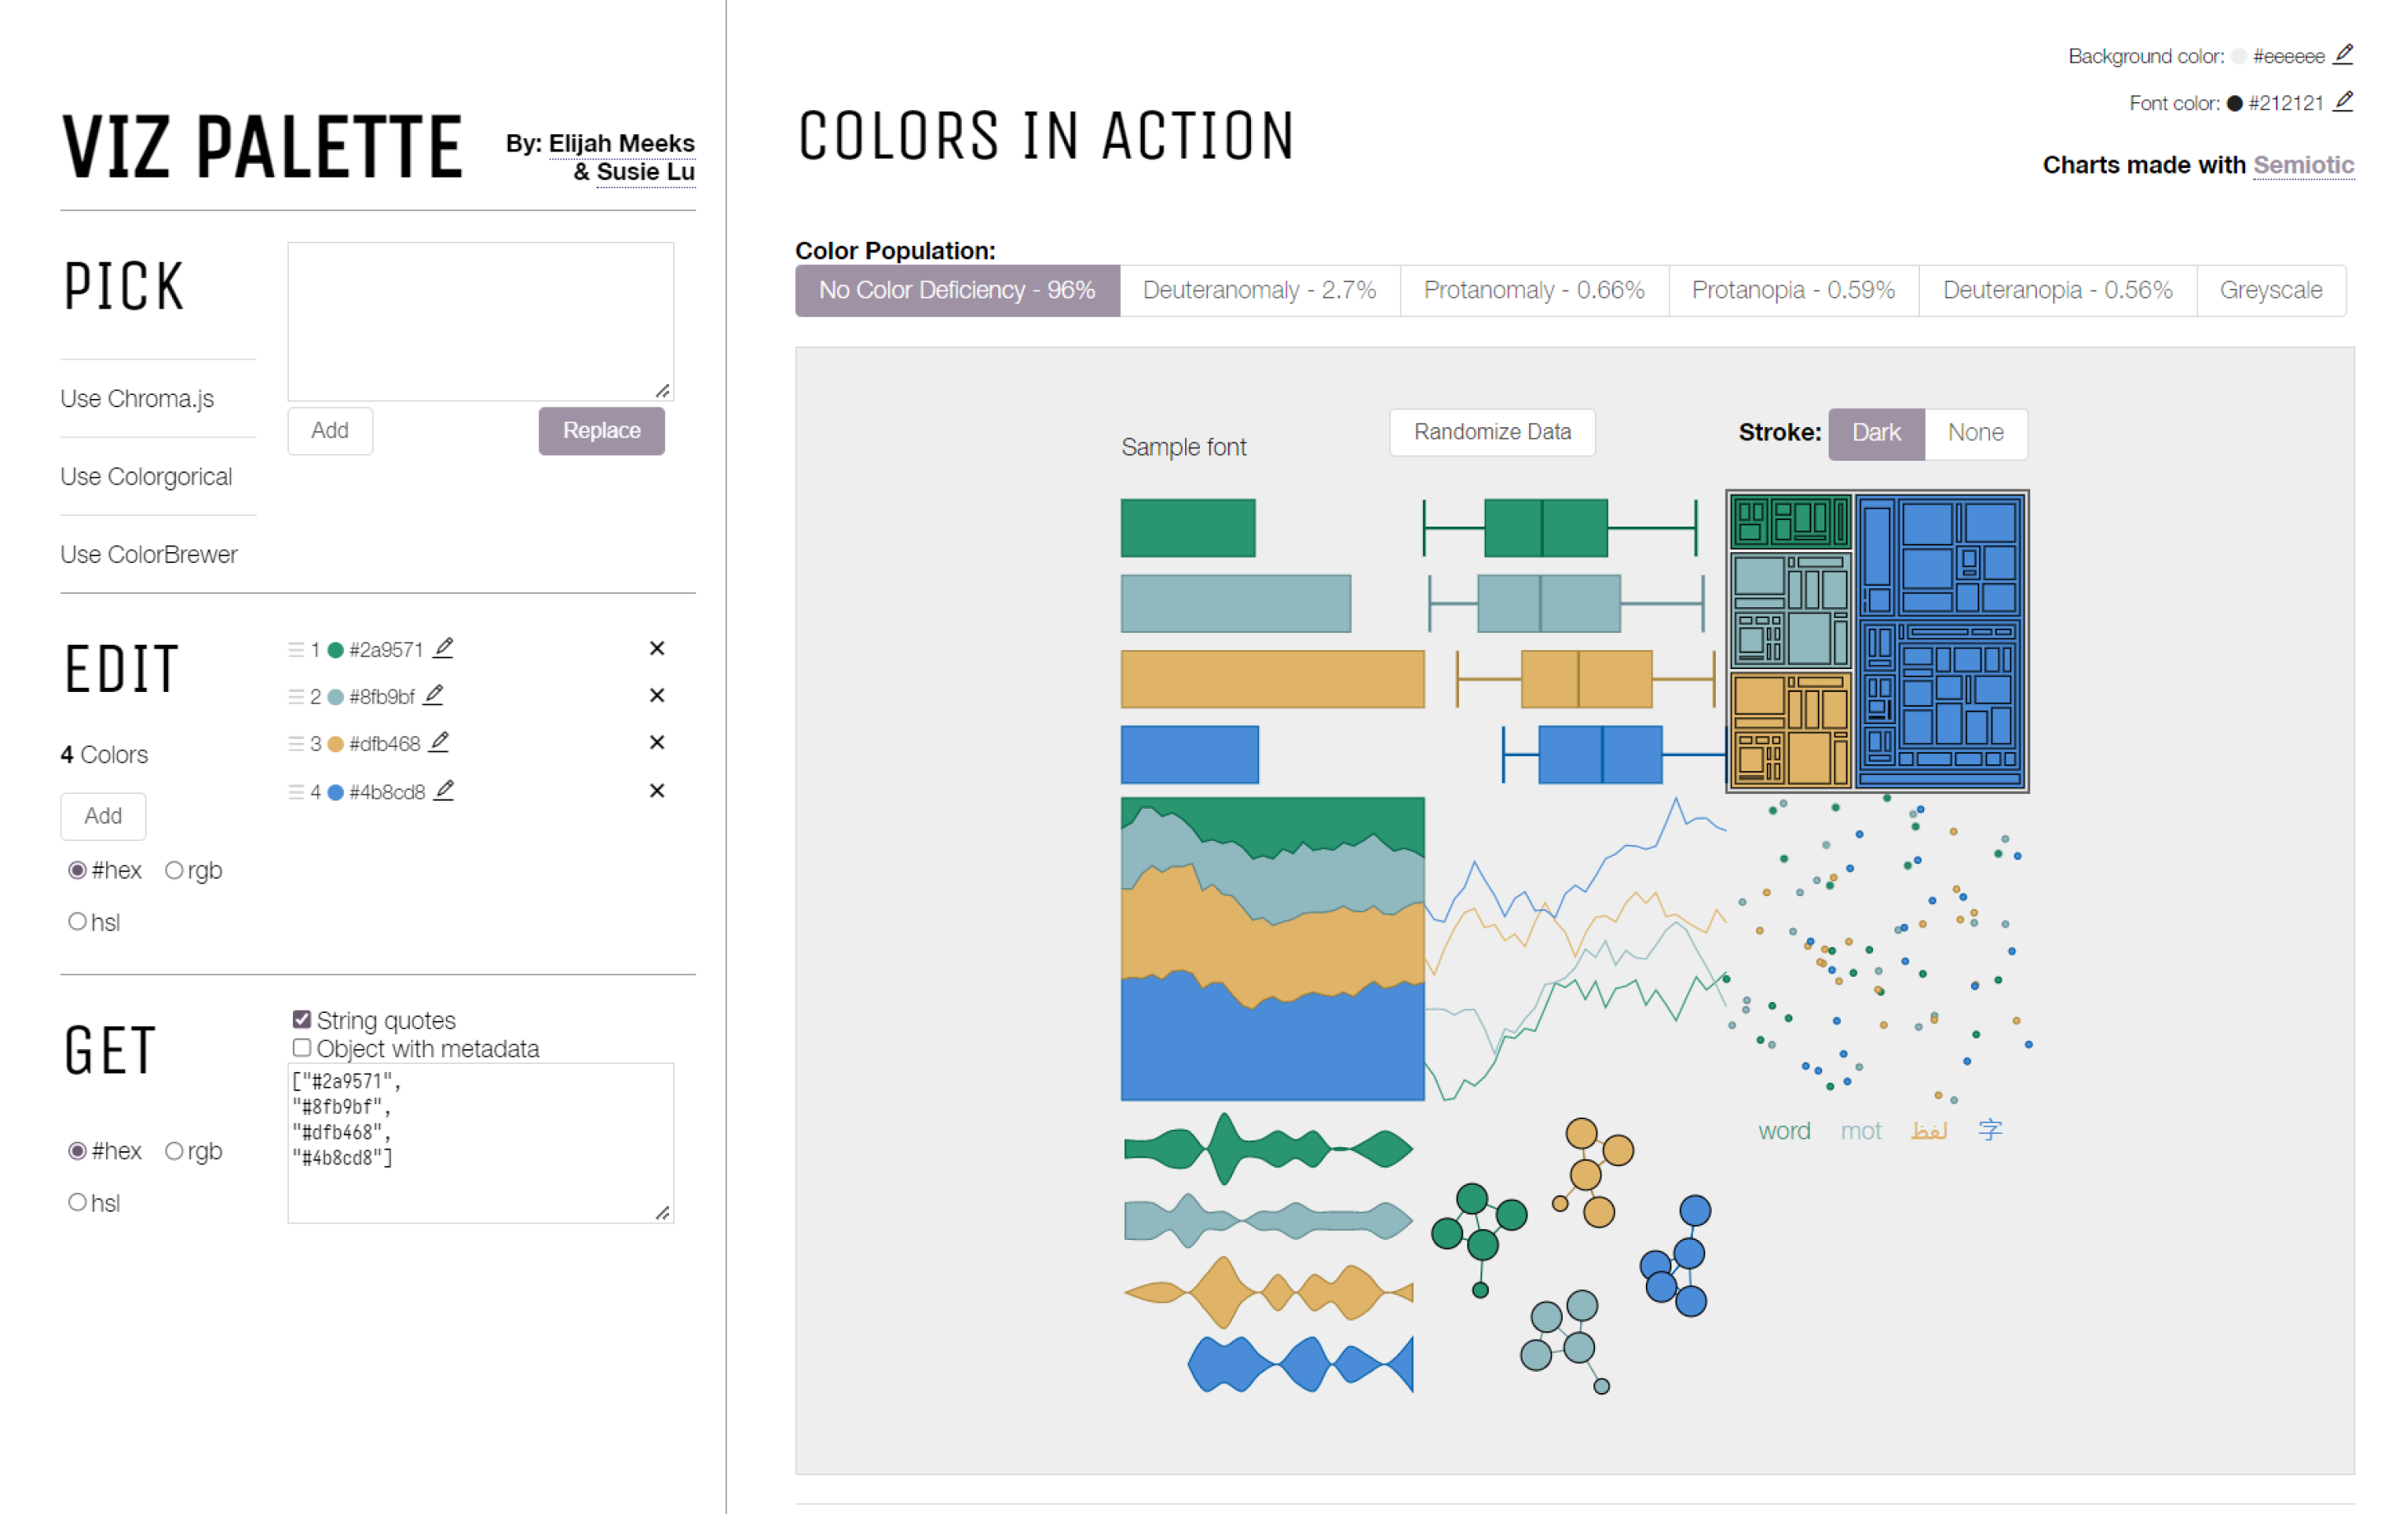 VIZ PALETTE
By: Elijah Meeks
& Susie Lu
PICK
Use Chroma.js
Use Colorgorical
Use ColorBrewer
Add
Replace
EDIT
4 Colors
Add
#hex
rgb
hsl
1 #2a9571
2 #8fb9bf
3 #dfb468
4 #4b8cd8
GET
#hex
rgb
hsl
String quotes
Object with metadata
["#2a9571",
"#8fb9bf",
"#dfb468",
"#4b8cd8"]
COLORS IN ACTION
Background color: #eeeeee
Font color: #212121
Charts made with Semiotic
Color Population:
No Color Deficiency - 96%
Deuteranomaly - 2.7%
Protanomaly - 0.66%
Protanopia - 0.59%
Deuteranopia - 0.56%
Greyscale
Sample font
Randomize Data
Stroke: Dark None
word mot لفظ 字